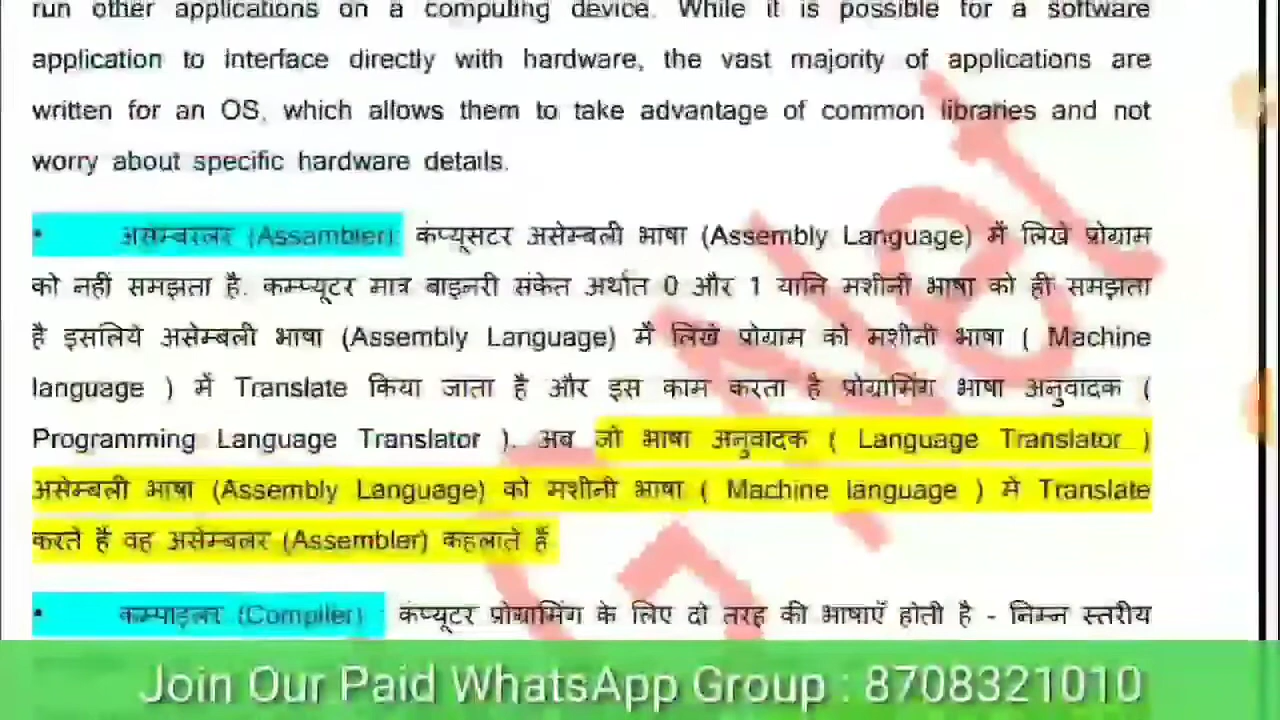 run other applications on a computing device. While it is possible for a software
application to interface directly with hardware, the vast majority of applications are
written for an OS, which allows them to take advantage of common libraries and not
worry about specific hardware details.
• असेम्बरलर (Assambler) कंप्यूसटर असेम्बली भाषा (Assembly Language) में लिखे प्रोग्राम
को नहीं समझता है. कम्प्यूटर मात्र बाइनरी संकेत अर्थात 0 और 1 यानि मशीनी भाषा को ही समझता
है इसलिये असेम्बली भाषा (Assembly Language) में लिखे प्रोग्राम को मशीनी भाषा ( Machine
language ) में Translate किया जाता है और इस काम करता है प्रोग्रामिंग भाषा अनुवादक (
Programming Language Translator ). अब जो भाषा अनुवादक ( Language Translator )
असेम्बली भाषा (Assembly Language) को मशीनी भाषा ( Machine language ) में Translate
करते है वह असेम्बलर (Assembler) कहलाते हैं
• कम्पाइलर (Compiler) कंप्यूटर प्रोग्रामिंग के लिए दो तरह की भाषाएँ होती है - निम्न स्तरीय
Join Our Paid WhatsApp Group : 8708321010